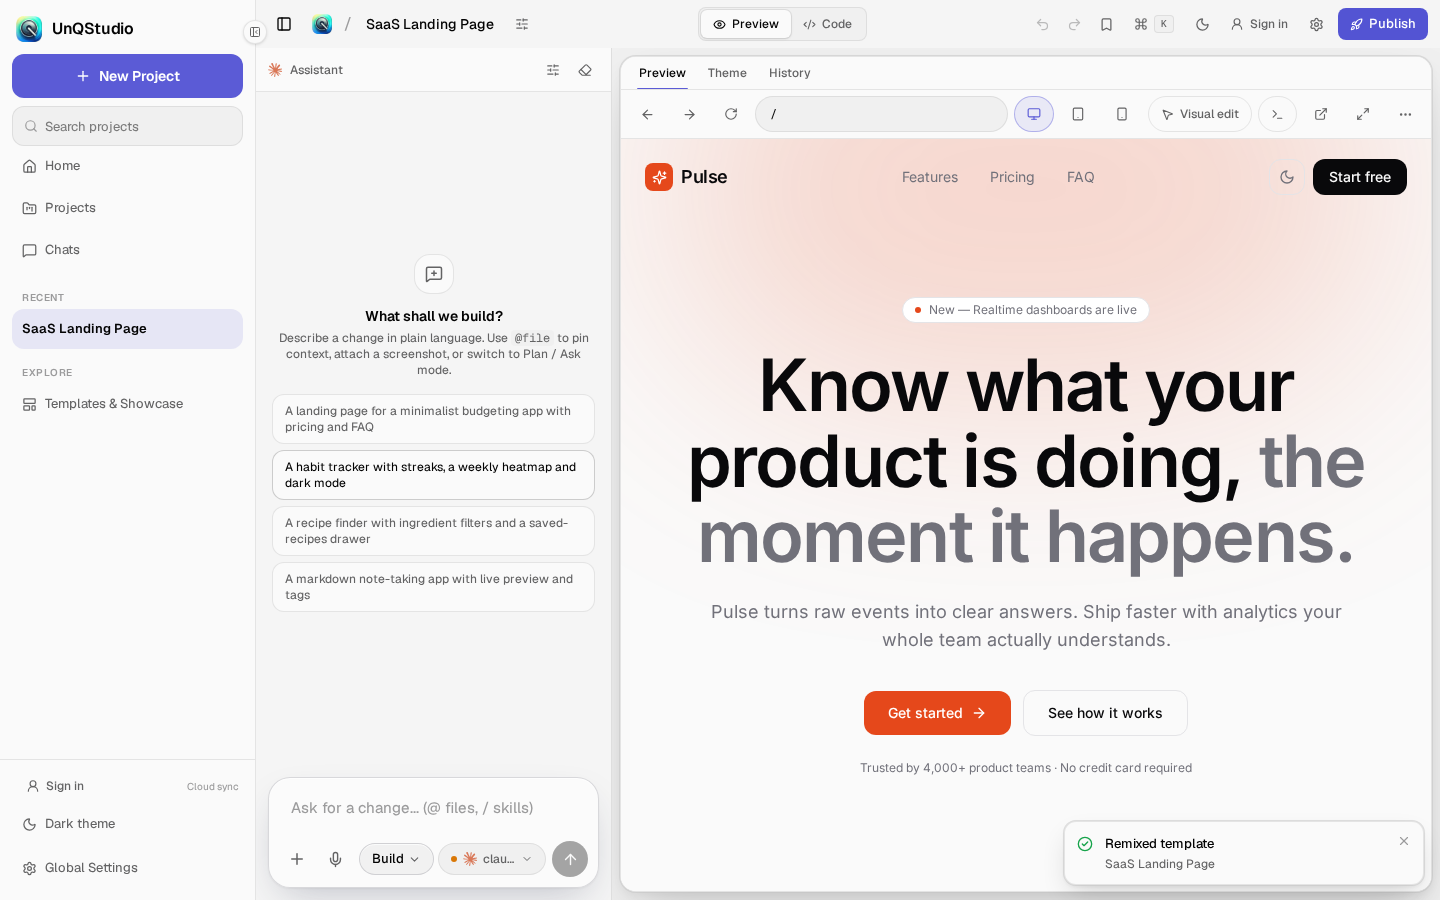 UnQStudio
New Project
Search projects
Home
Projects
Chats
RECENT
SaaS Landing Page
EXPLORE
Templates & Showcase
Sign in
Cloud sync
Dark theme
Global Settings
/
SaaS Landing Page
Preview
Code
⌘ K
Sign in
Publish
Assistant
What shall we build?
Describe a change in plain language. Use @file to pin
context, attach a screenshot, or switch to Plan / Ask
mode.
A landing page for a minimalist budgeting app with
pricing and FAQ
A habit tracker with streaks, a weekly heatmap and
dark mode
A recipe finder with ingredient filters and a saved-
recipes drawer
A markdown note-taking app with live preview and
tags
Ask for a change... (@ files, / skills)
Build
clau...
Preview
Theme
History
/
Visual edit
Pulse
Features
Pricing
FAQ
Start free
New — Realtime dashboards are live
Know what your
product is doing, the
moment it happens.
Pulse turns raw events into clear answers. Ship faster with analytics your
whole team actually understands.
Get started
See how it works
Trusted by 4,000+ product teams · No credit card required
Remixed template
SaaS Landing Page